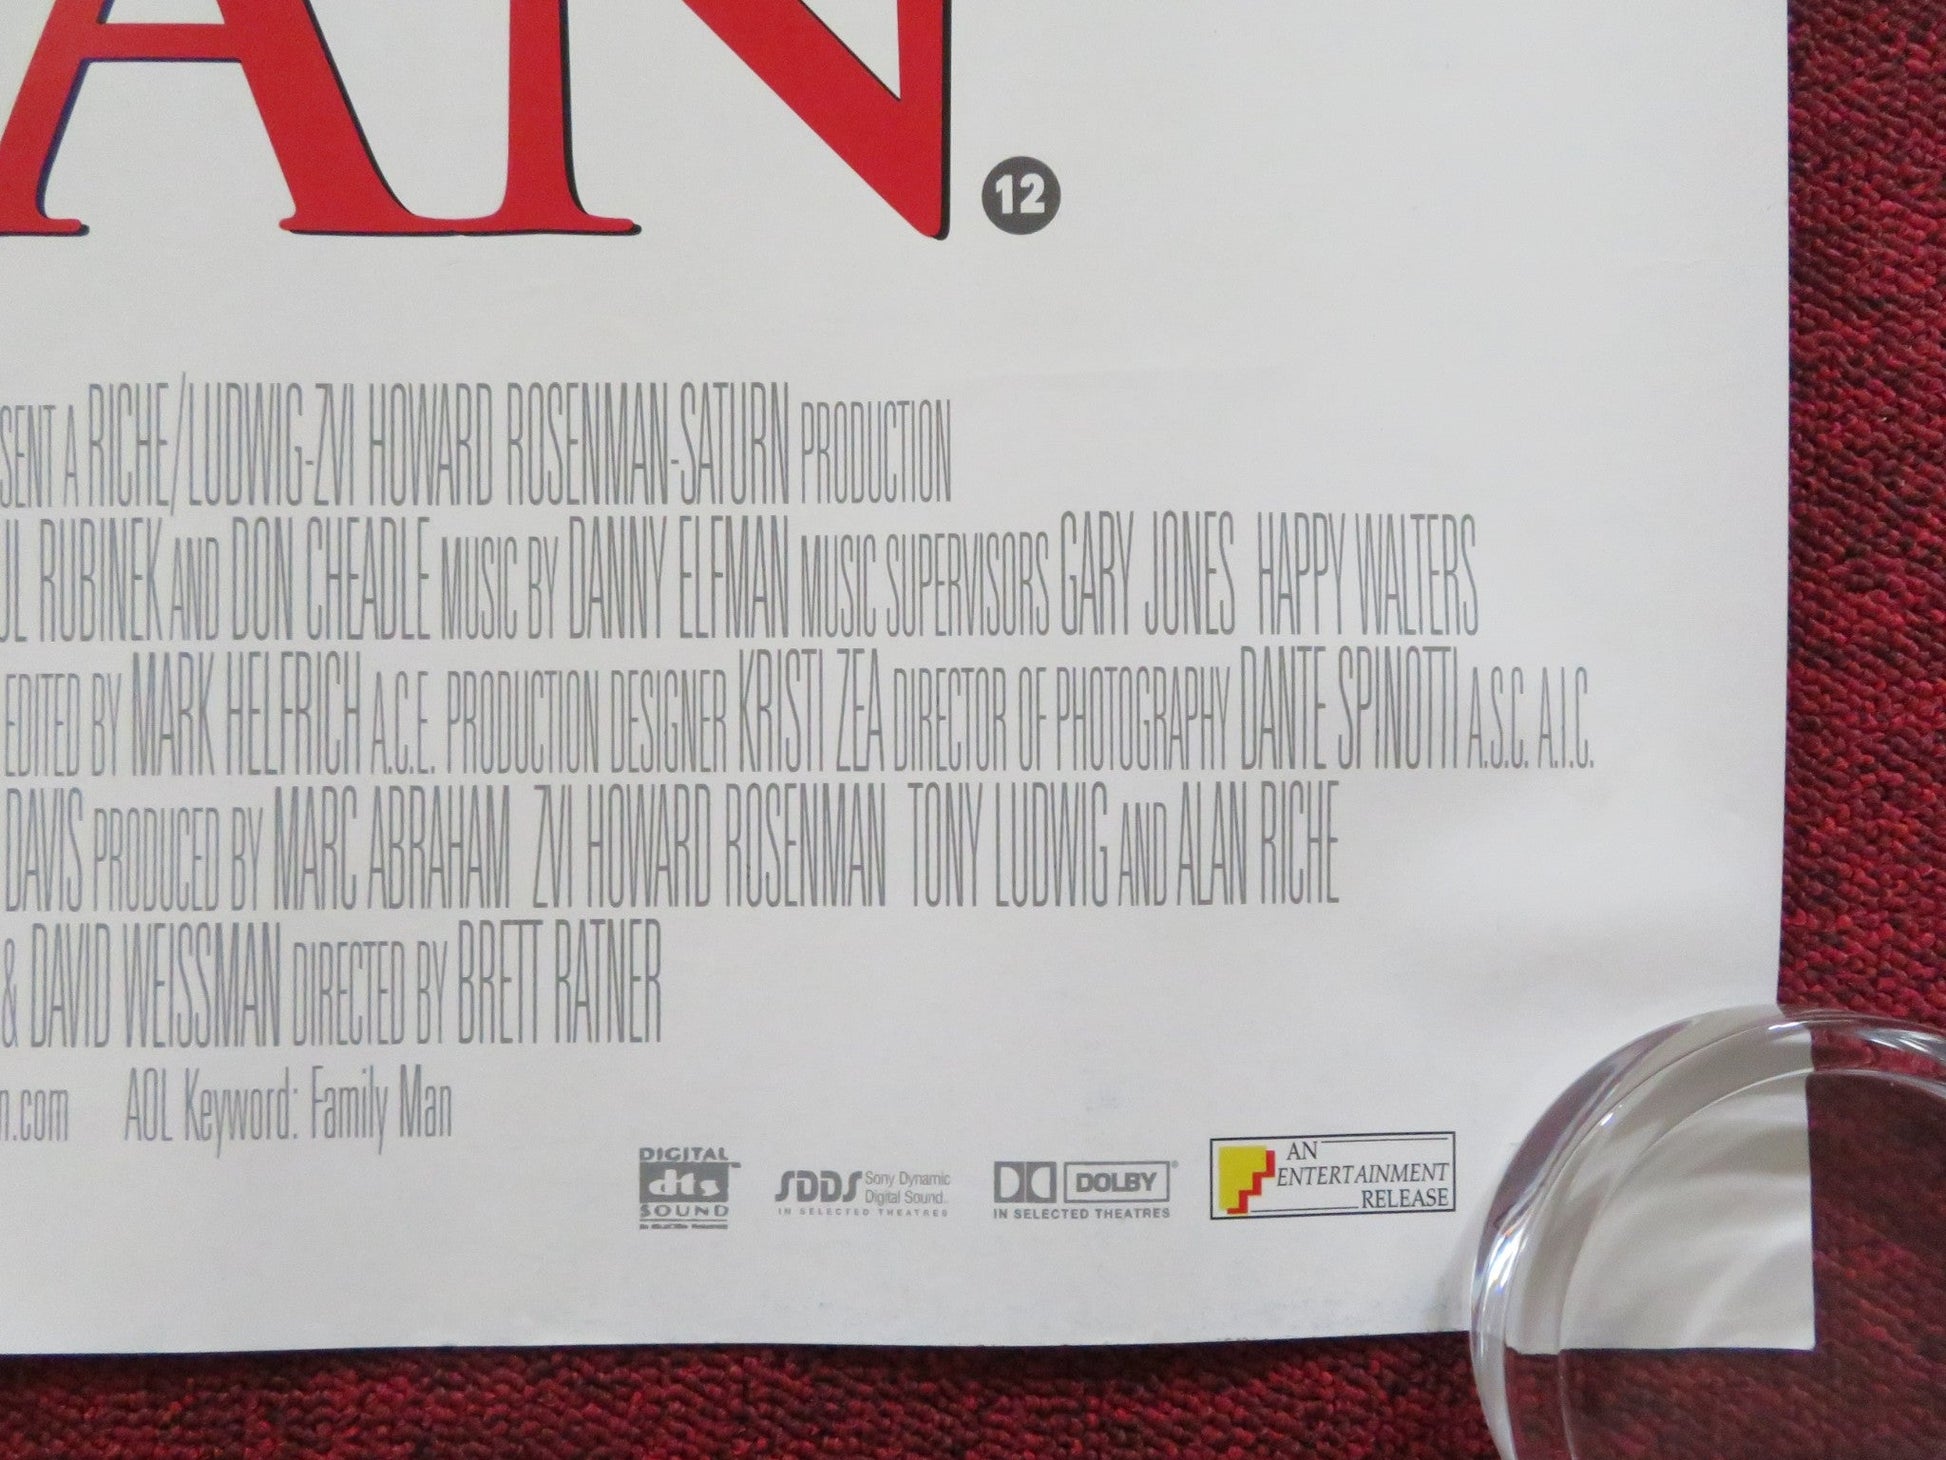 AN.
12
SENT A RICHE/LUDWIG-ZVI HOWARD ROSENMAN-SATURN PRODUCTION
UL RUBINEK AND DON CHEADLE MUSIC BY DANNY ELFMAN MUSIC SUPERVISORS GARY JONES HAPPY WALTERS
EDITED BY MARK HELFRICH A.C.E. PRODUCTION DESIGNER KRISTI ZEA DIRECTOR OF PHOTOGRAPHY DANTE SPINOTTI A.S.C. A.I.C.
DAVIS PRODUCED BY MARC ABRAHAM ZVI HOWARD ROSENMAN TONY LUDWIG AND ALAN RICHE
& DAVID WEISSMAN DIRECTED BY BRETT RATNER
n.com AOL Keyword: Family Man
DIGITAL
dts
SOUND
SDDS Sony Dynamic
Digital Sound.
IN SELECTED THEATRES
DOLBY
IN SELECTED THEATRES
AN
ENTERTAINMENT
RELEASE